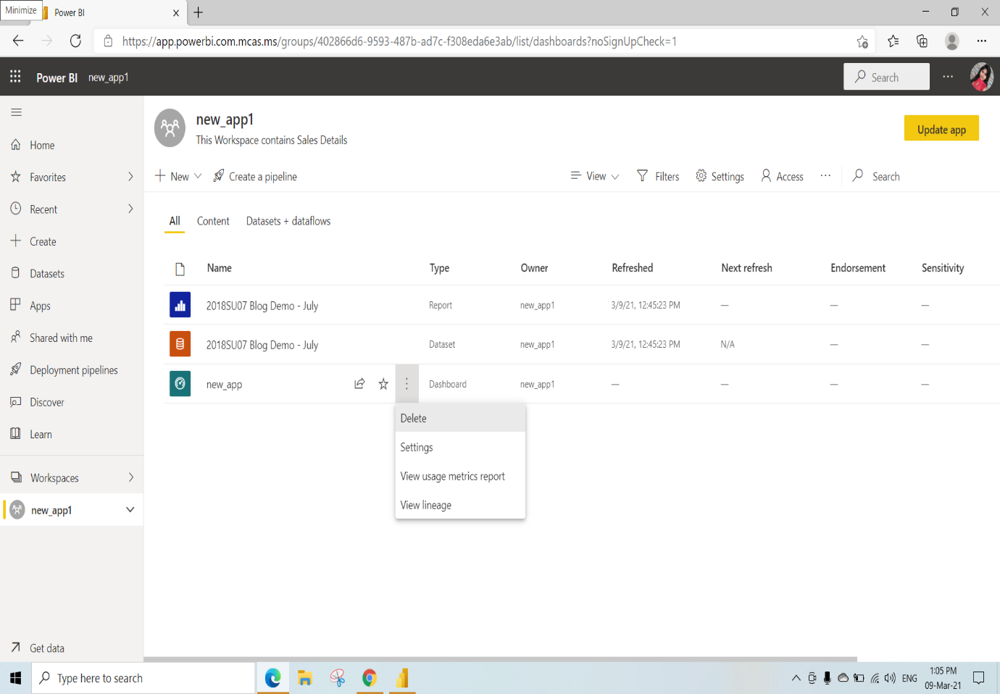 Minimize
Power BI
https://app.powerbi.com.mcas.ms/groups/402866d6-9593-487b-ad7c-f308eda6e3ab/list/dashboards?noSignUpCheck=1
Power BI new_app1
Search
new_app1
This Workspace contains Sales Details
Update app
New
Create a pipeline
View
Filters
Settings
Access
Search
Home
Favorites
Recent
Create
Datasets
Apps
Shared with me
Deployment pipelines
Discover
Learn
Workspaces
new_app1
Get data
All Content Datasets + dataflows
Name Type Owner Refreshed Next refresh Endorsement Sensitivity
2018SU07 Blog Demo - July Report new_app1 3/9/21, 12:45:23 PM — — —
2018SU07 Blog Demo - July Dataset new_app1 3/9/21, 12:45:23 PM N/A — —
new_app Dashboard new_app1 — — — —
Delete
Settings
View usage metrics report
View lineage
Type here to search
ENG
1:05 PM
09-Mar-21